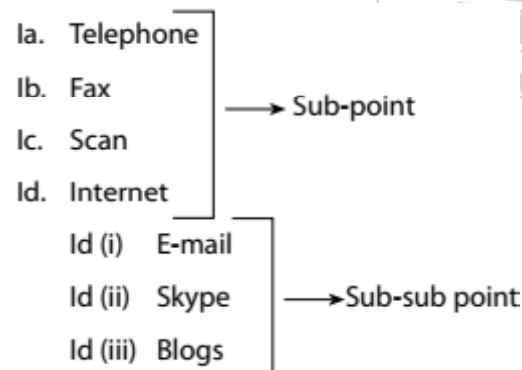 Ia. Telephone
Ib. Fax
Sub-point
Ic. Scan
Id. Internet
Id (i) E-mail
Id (ii) Skype
Sub-sub point
Id (iii) Blogs